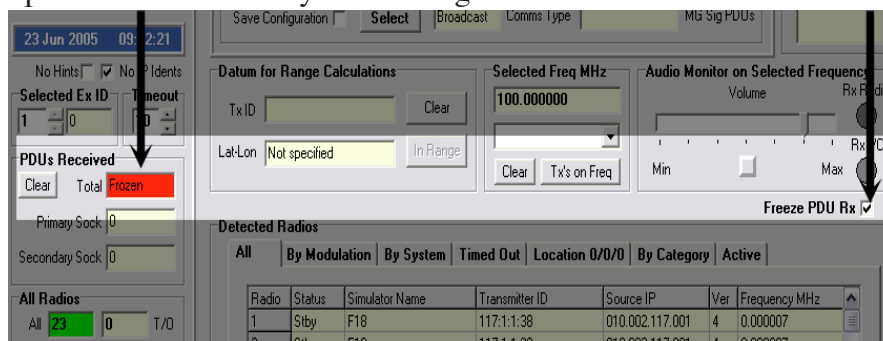 Save Configuration Select Broadcast Comms Type MG Sig PDUs
23 Jun 2005
No Hints No Idents
Selected Ex ID Timeout
1 0
PDUs Received
Clear Total Frozen
Primary Sock 0
Secondary Sock 0
All Radios
All 23 0 T/O
Datum for Range Calculations
Tx ID Clear
Lat-Lon Not specified In Range
Selected Freq MHz
100.000000
Clear Tx's on Freq
Audio Monitor on Selected Frequency
Volume
Min Max
Freeze PDU Rx
Detected Radios
All By Modulation By System Timed Out Location 0/0/0 By Category Active
Radio Status Simulator Name Transmitter ID Source IP Ver Frequency MHz
1 Stby F18 117:1:1:38 010.002.117.001 4 0.000007